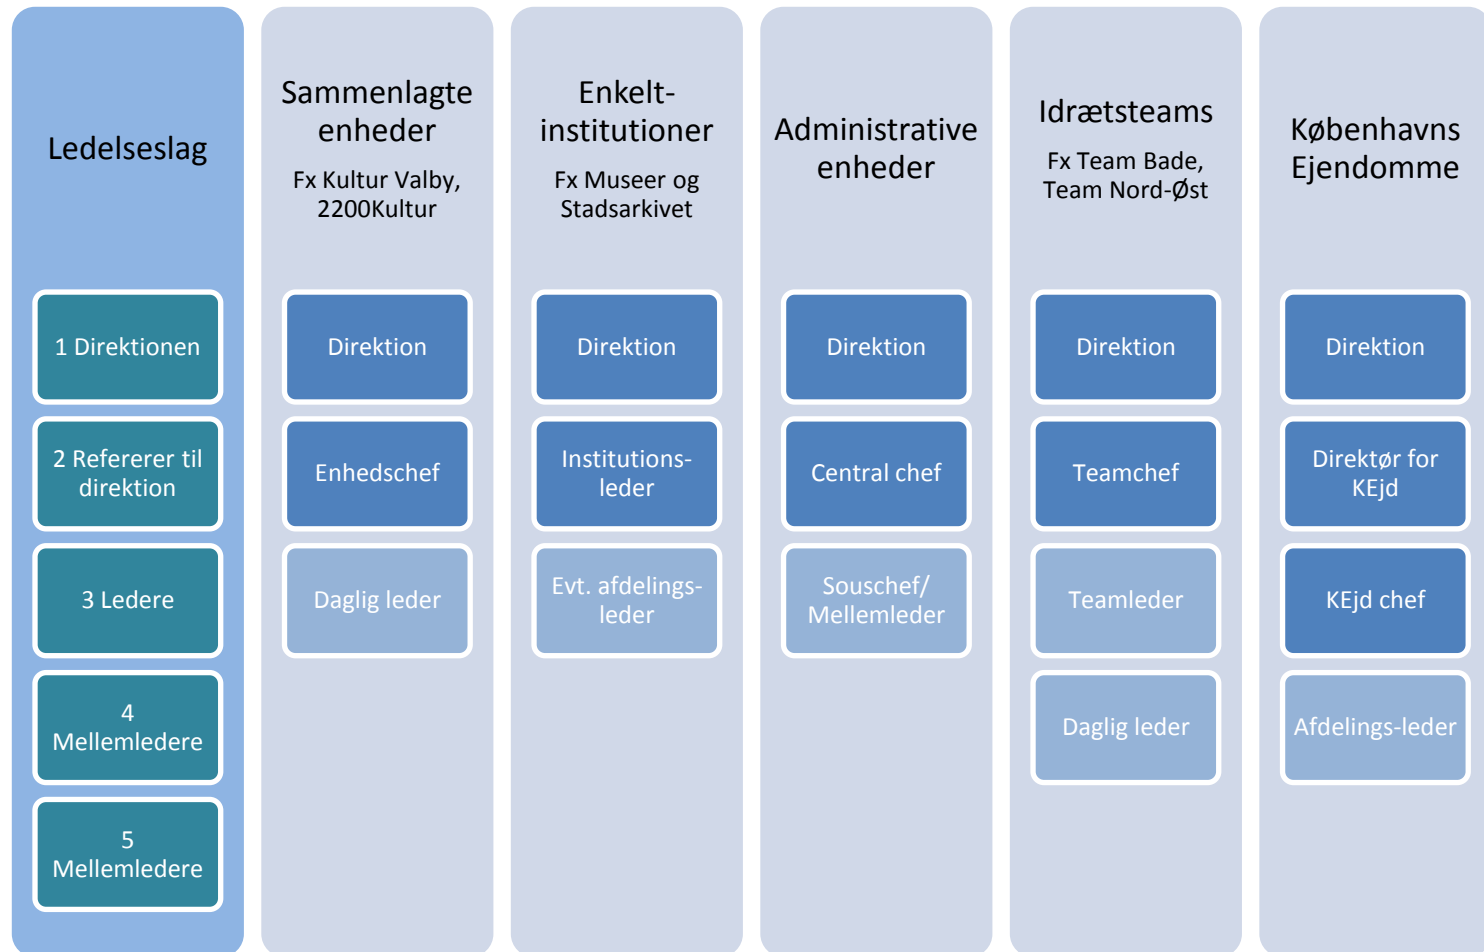 Ledelseslag
1 Direktionen
2 Refererer til
direktion
3 Ledere
4
Mellemledere
5
Mellemledere
Sammenlagte
enheder
Fx Kultur Valby,
2200Kultur
Direktion
Enhedschef
Daglig leder
Enkelt-
institutioner
Fx Museer og
Stadsarkivet
Direktion
Institutions-
leder
Evt. afdelings-
leder
Administrative
enheder
Direktion
Central chef
Souschef/
Mellemleder
Idrætsteams
Fx Team Bade,
Team Nord-Øst
Direktion
Teamchef
Teamleder
Daglig leder
Københavns
Ejendomme
Direktion
Direktør for
KEjd
KEjd chef
Afdelings-leder